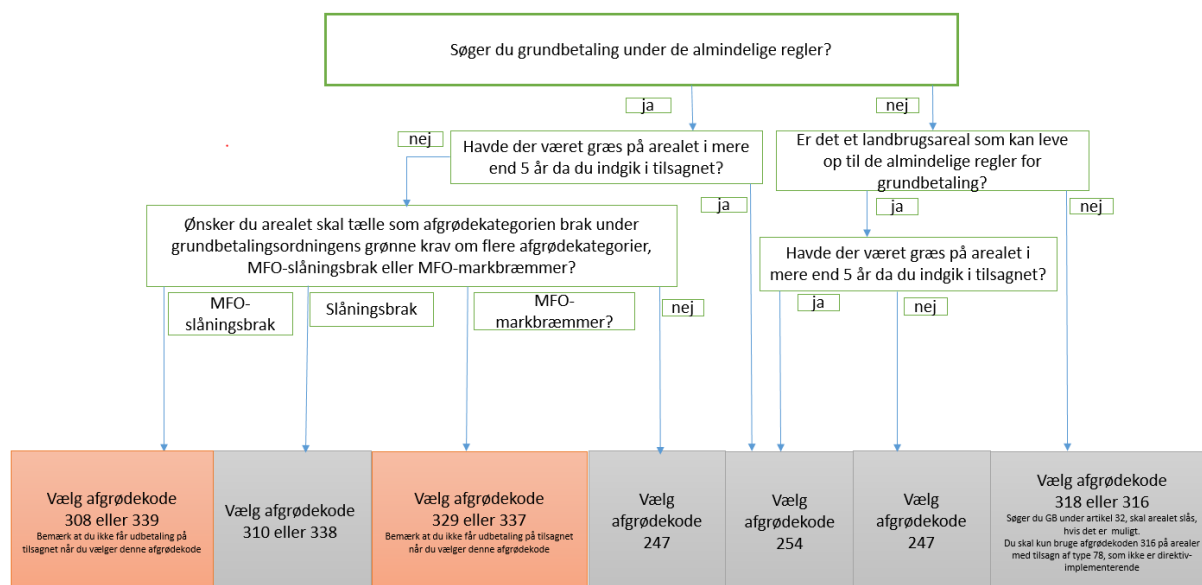 Søger du grundbetaling under de almindelige regler?
ja
nej
nej
Havde der været græs på arealet i mere
end 5 år da du indgik i tilsagnet?
Er det et landbrugsareal som kan leve
op til de almindelige regler for
grundbetaling?
ja
ja
nej
Ønsker du arealet skal tælle som afgrødekategorien brak under
grundbetalingsordningens grønne krav om flere afgrødekategorier,
MFO-slåningsbrak eller MFO-markbræmmer?
Havde der været græs på arealet i
mere end 5 år da du indgik i tilsagnet?
MFO-
slåningsbrak
Slåningsbrak
MFO-
markbræmmer?
nej
ja
nej
Vælg afgrødekode
308 eller 339
Bemærk at du ikke får udbetaling på
tilsagnet når du vælger denne afgrødekode
Vælg afgrødekode
310 eller 338
Vælg afgrødekode
329 eller 337
Bemærk at du ikke får udbetaling på tilsagnet
når du vælger denne afgrødekode
Vælg
afgrødekode
247
Vælg
afgrødekode
254
Vælg
afgrødekode
247
Vælg afgrødekode
318 eller 316
Søger du GB under artikel 32, skal arealet slås,
hvis det er muligt.
Du skal kun bruge afgrødekoden 316 på arealer
med tilsagn af type 78, som ikke er direktiv-
implementerende